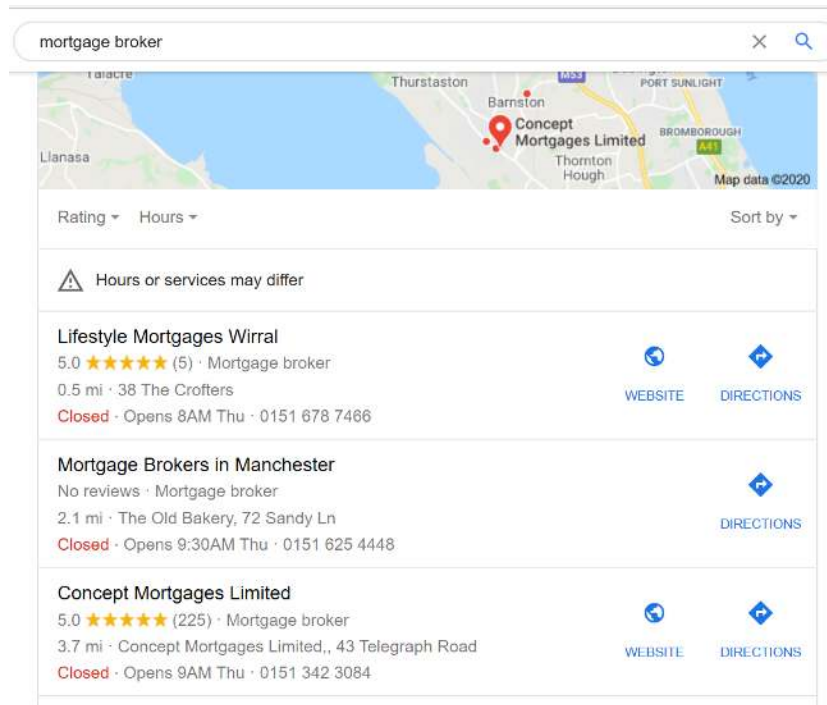 mortgage broker
Talacre
Thurstaston
M53
PORT SUNLIGHT
Barnston
Concept
Mortgages Limited
BROMBOROUGH
A41
Llanasa
Thornton
Hough
Map data ©2020
Rating Hours Sort by
Hours or services may differ
Lifestyle Mortgages Wirral
5.0 ★★★★★ (5) · Mortgage broker
0.5 mi · 38 The Crofters
WEBSITE DIRECTIONS
Closed · Opens 8AM Thu · 0151 678 7466
Mortgage Brokers in Manchester
No reviews · Mortgage broker
2.1 mi · The Old Bakery, 72 Sandy Ln
DIRECTIONS
Closed · Opens 9:30AM Thu · 0151 625 4448
Concept Mortgages Limited
5.0 ★★★★★ (225) · Mortgage broker
3.7 mi · Concept Mortgages Limited,, 43 Telegraph Road
WEBSITE DIRECTIONS
Closed · Opens 9AM Thu · 0151 342 3084